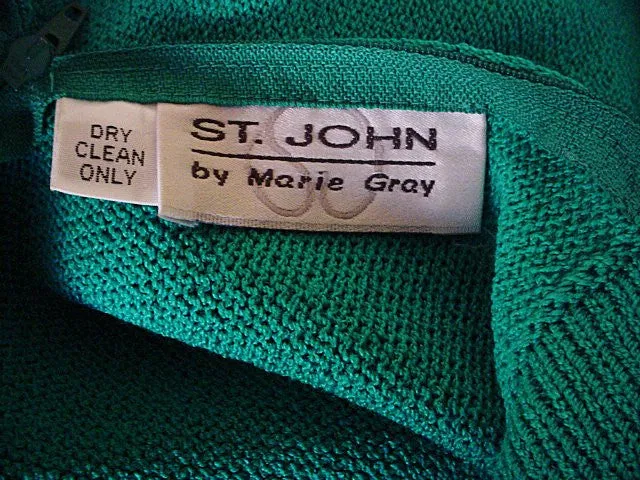 DRY
CLEAN
ONLY
ST. JOHN
by Marie Gray